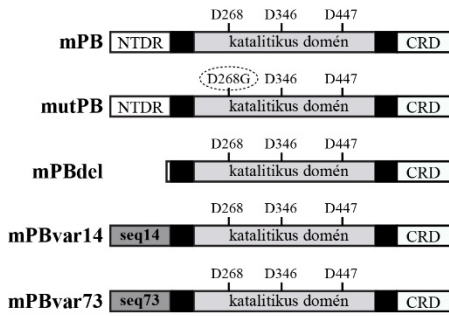 D268 D346 D447
mPB NTDR katalitikus domén CRD
D268G D346 D447
mutPB NTDR katalitikus domén CRD
D268 D346 D447
mPBdel katalitikus domén CRD
D268 D346 D447
mPBvar14 seq14 katalitikus domén CRD
D268 D346 D447
mPBvar73 seq73 katalitikus domén CRD